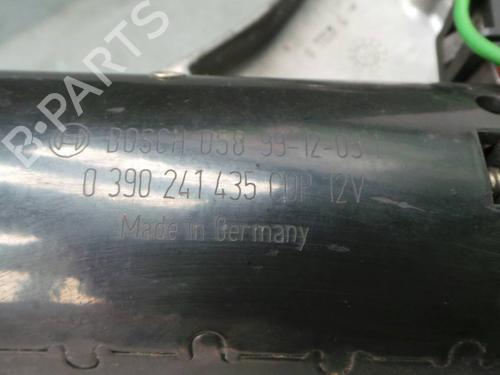 B-PARTS
BOSCH D58 99-12-03
0 390 241 435 CDP 12V
Made in Germany